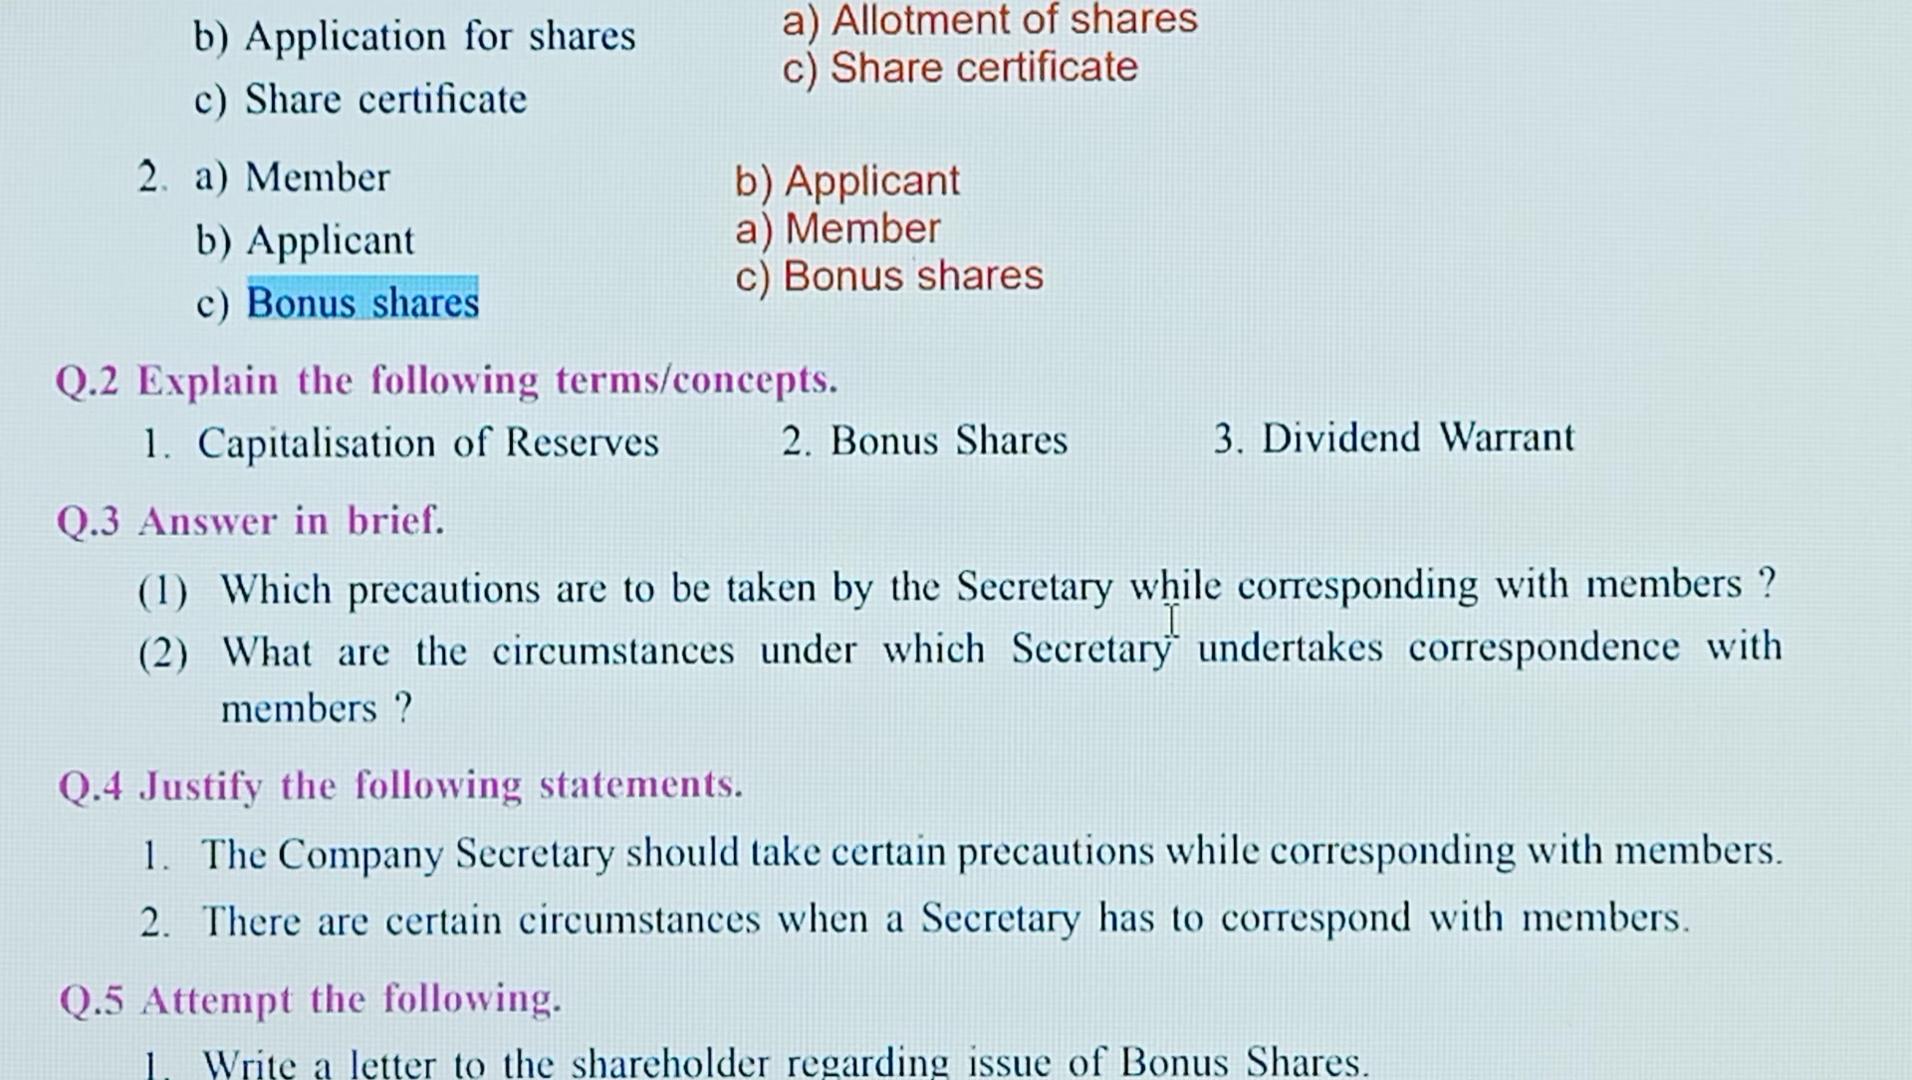 b) Application for shares
a) Allotment of shares
c) Share certificate
c) Share certificate
2. a) Member
b) Applicant
b) Applicant
a) Member
c) Bonus shares
c) Bonus shares
Q.2 Explain the following terms/concepts.
1. Capitalisation of Reserves 2. Bonus Shares 3. Dividend Warrant
Q.3 Answer in brief.
(1) Which precautions are to be taken by the Secretary while corresponding with members ?
(2) What are the circumstances under which Secretary undertakes correspondence with
members ?
Q.4 Justify the following statements.
1. The Company Secretary should take certain precautions while corresponding with members.
2. There are certain circumstances when a Secretary has to correspond with members.
Q.5 Attempt the following.
1. Write a letter to the shareholder regarding issue of Bonus Shares.